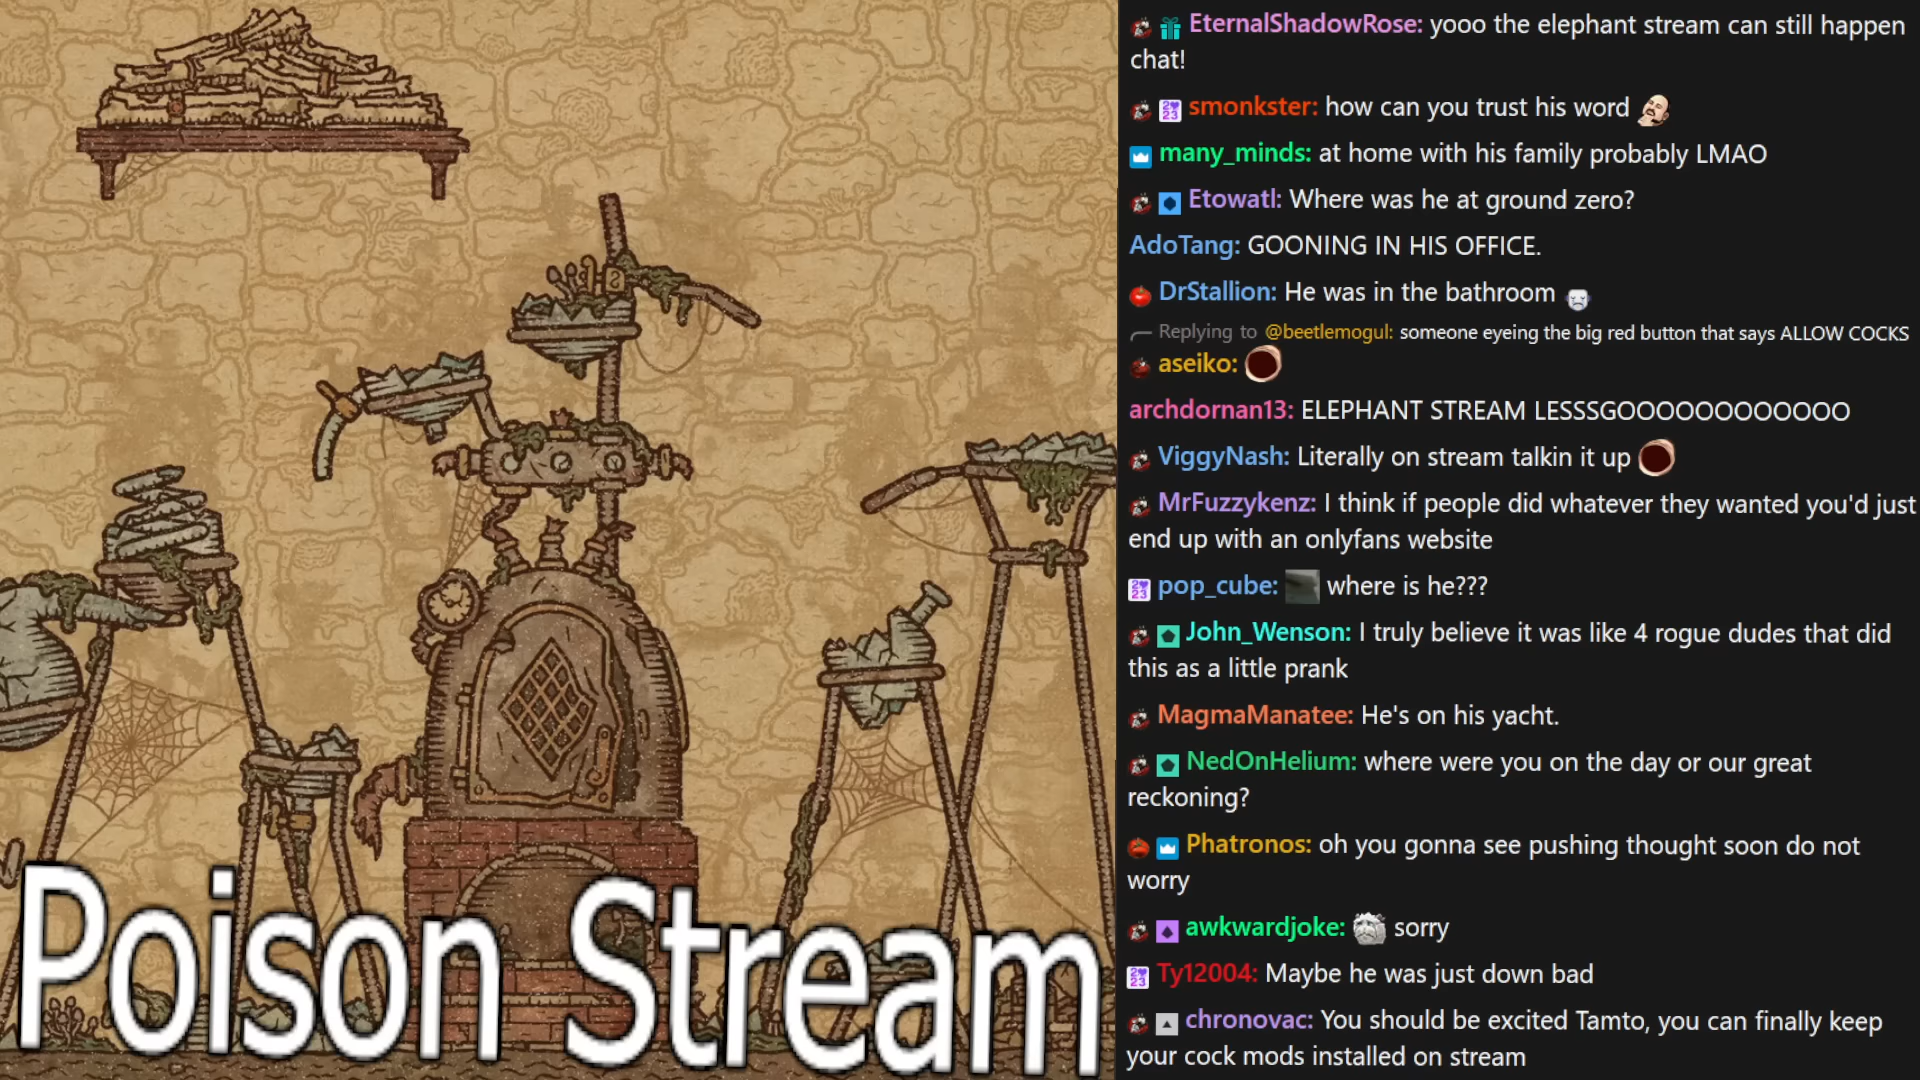 EternalShadowRose: yooo the elephant stream can still happen
chat!
smonkster: how can you trust his word
many_minds: at home with his family probably LMAO
Etowatl: Where was he at ground zero?
AdoTang: GOONING IN HIS OFFICE.
DrStallion: He was in the bathroom
Replying to @beetlemogul: someone eyeing the big red button that says ALLOW COCKS
aseiko:
archdornan13: ELEPHANT STREAM LESSSGOOOOOOOOOOOO
ViggyNash: Literally on stream talkin it up
MrFuzzykenz: I think if people did whatever they wanted you'd just
end up with an onlyfans website
pop_cube: where is he???
John_Wenson: I truly believe it was like 4 rogue dudes that did
this as a little prank
MagmaManatee: He's on his yacht.
NedOnHelium: where were you on the day or our great
reckoning?
Phatronos: oh you gonna see pushing thought soon do not
worry
awkwardjoke: sorry
Ty12004: Maybe he was just down bad
chronovac: You should be excited Tamto, you can finally keep
your cock mods installed on stream
Poison Stream